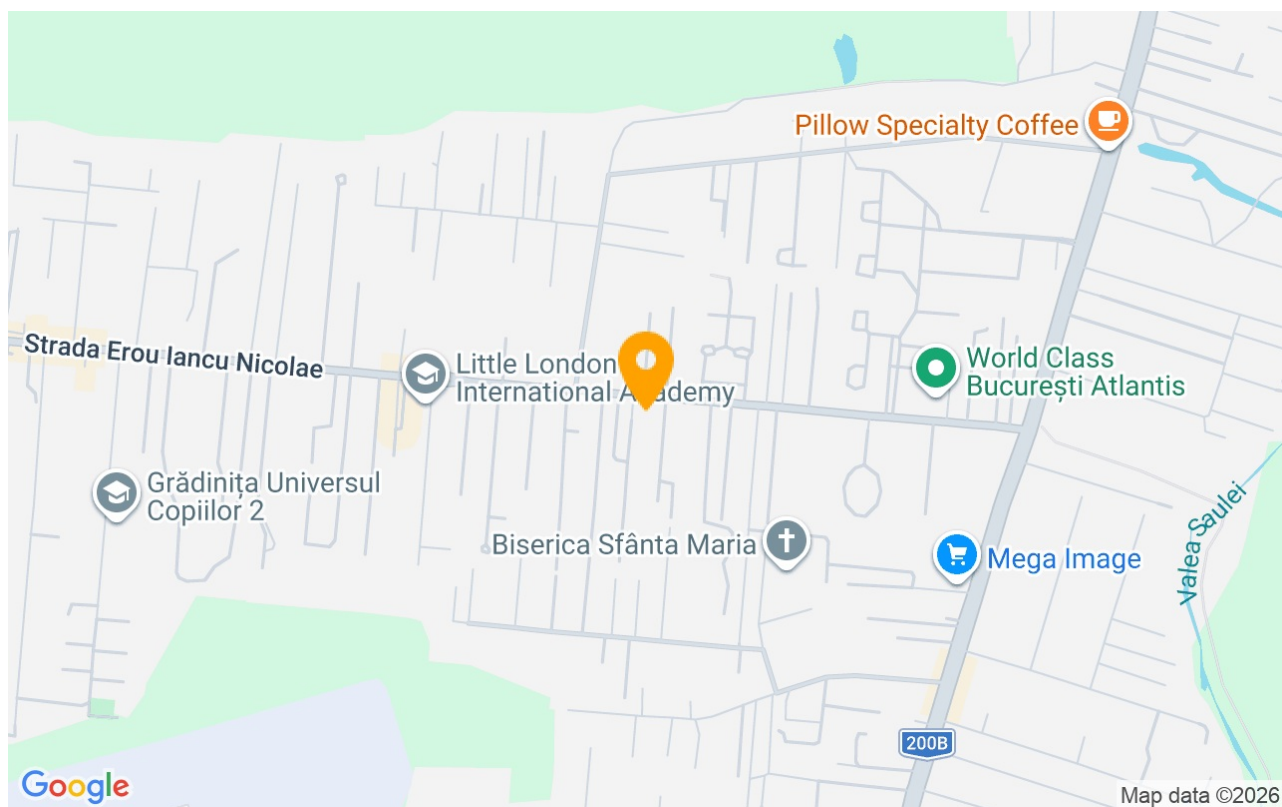 Pillow Specialty Coffee
Strada Erou Iancu Nicolae
Little London
International Academy
World Class
București Atlantis
Grădinița Universul
Copiilor 2
Biserica Sfânta Maria
Mega Image
Valea Saulei
200B
Google
Map data ©2026